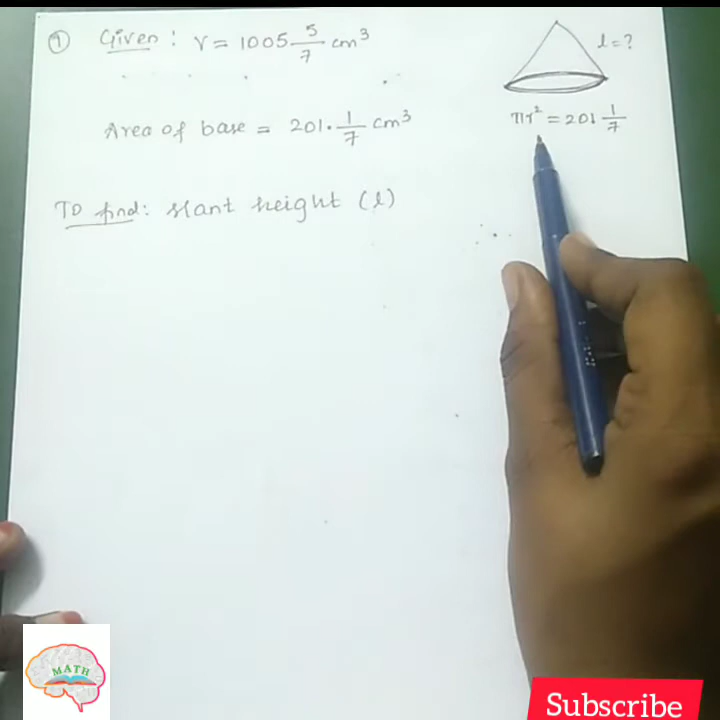 ① Given : V = 1005 5/7 cm³
l = ?
Area of base = 201 · 1/7 cm³
πr² = 201 1/7
To find: slant height (l)
MATH
Subscribe